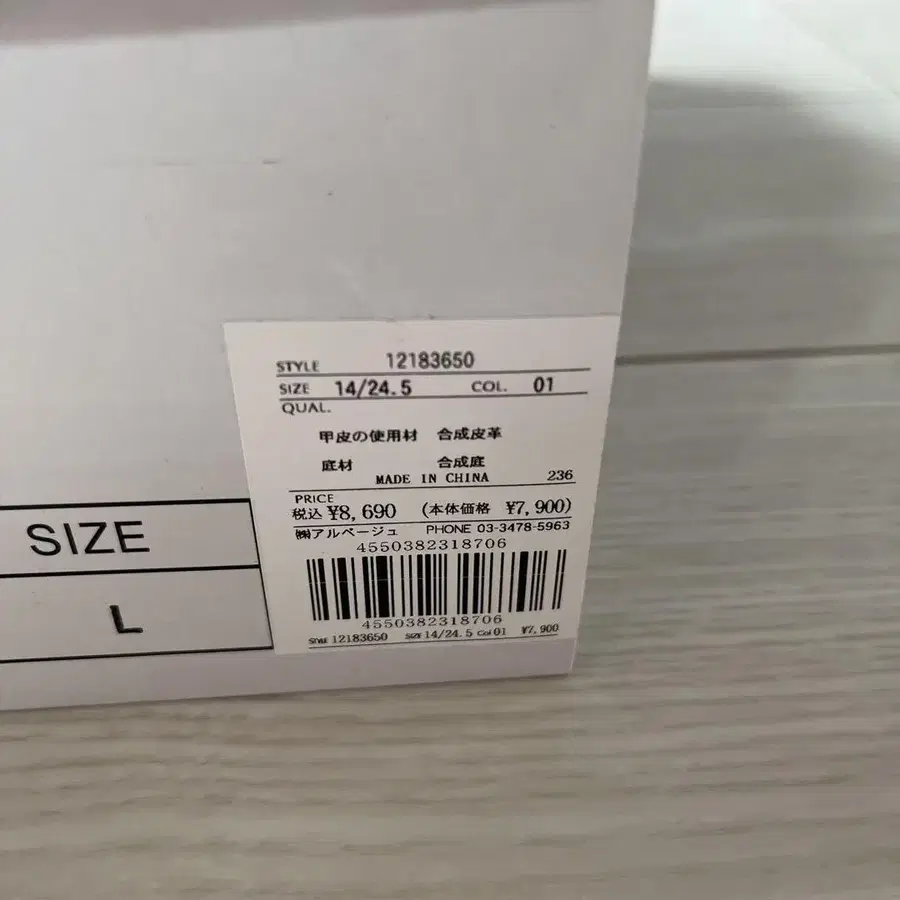 STYLE 12183650
SIZE 14/24.5 COL. 01
QUAL.
甲皮の使用材 合成皮革
底材 合成底
MADE IN CHINA 236
PRICE
税込 ¥8,690 (本体価格 ¥7,900)
㈱アルページュ PHONE 03-3478-5963
4550382318706
4550382318706
STYLE 12183650 SIZE 14/24.5 Col 01 ¥7,900
SIZE
L